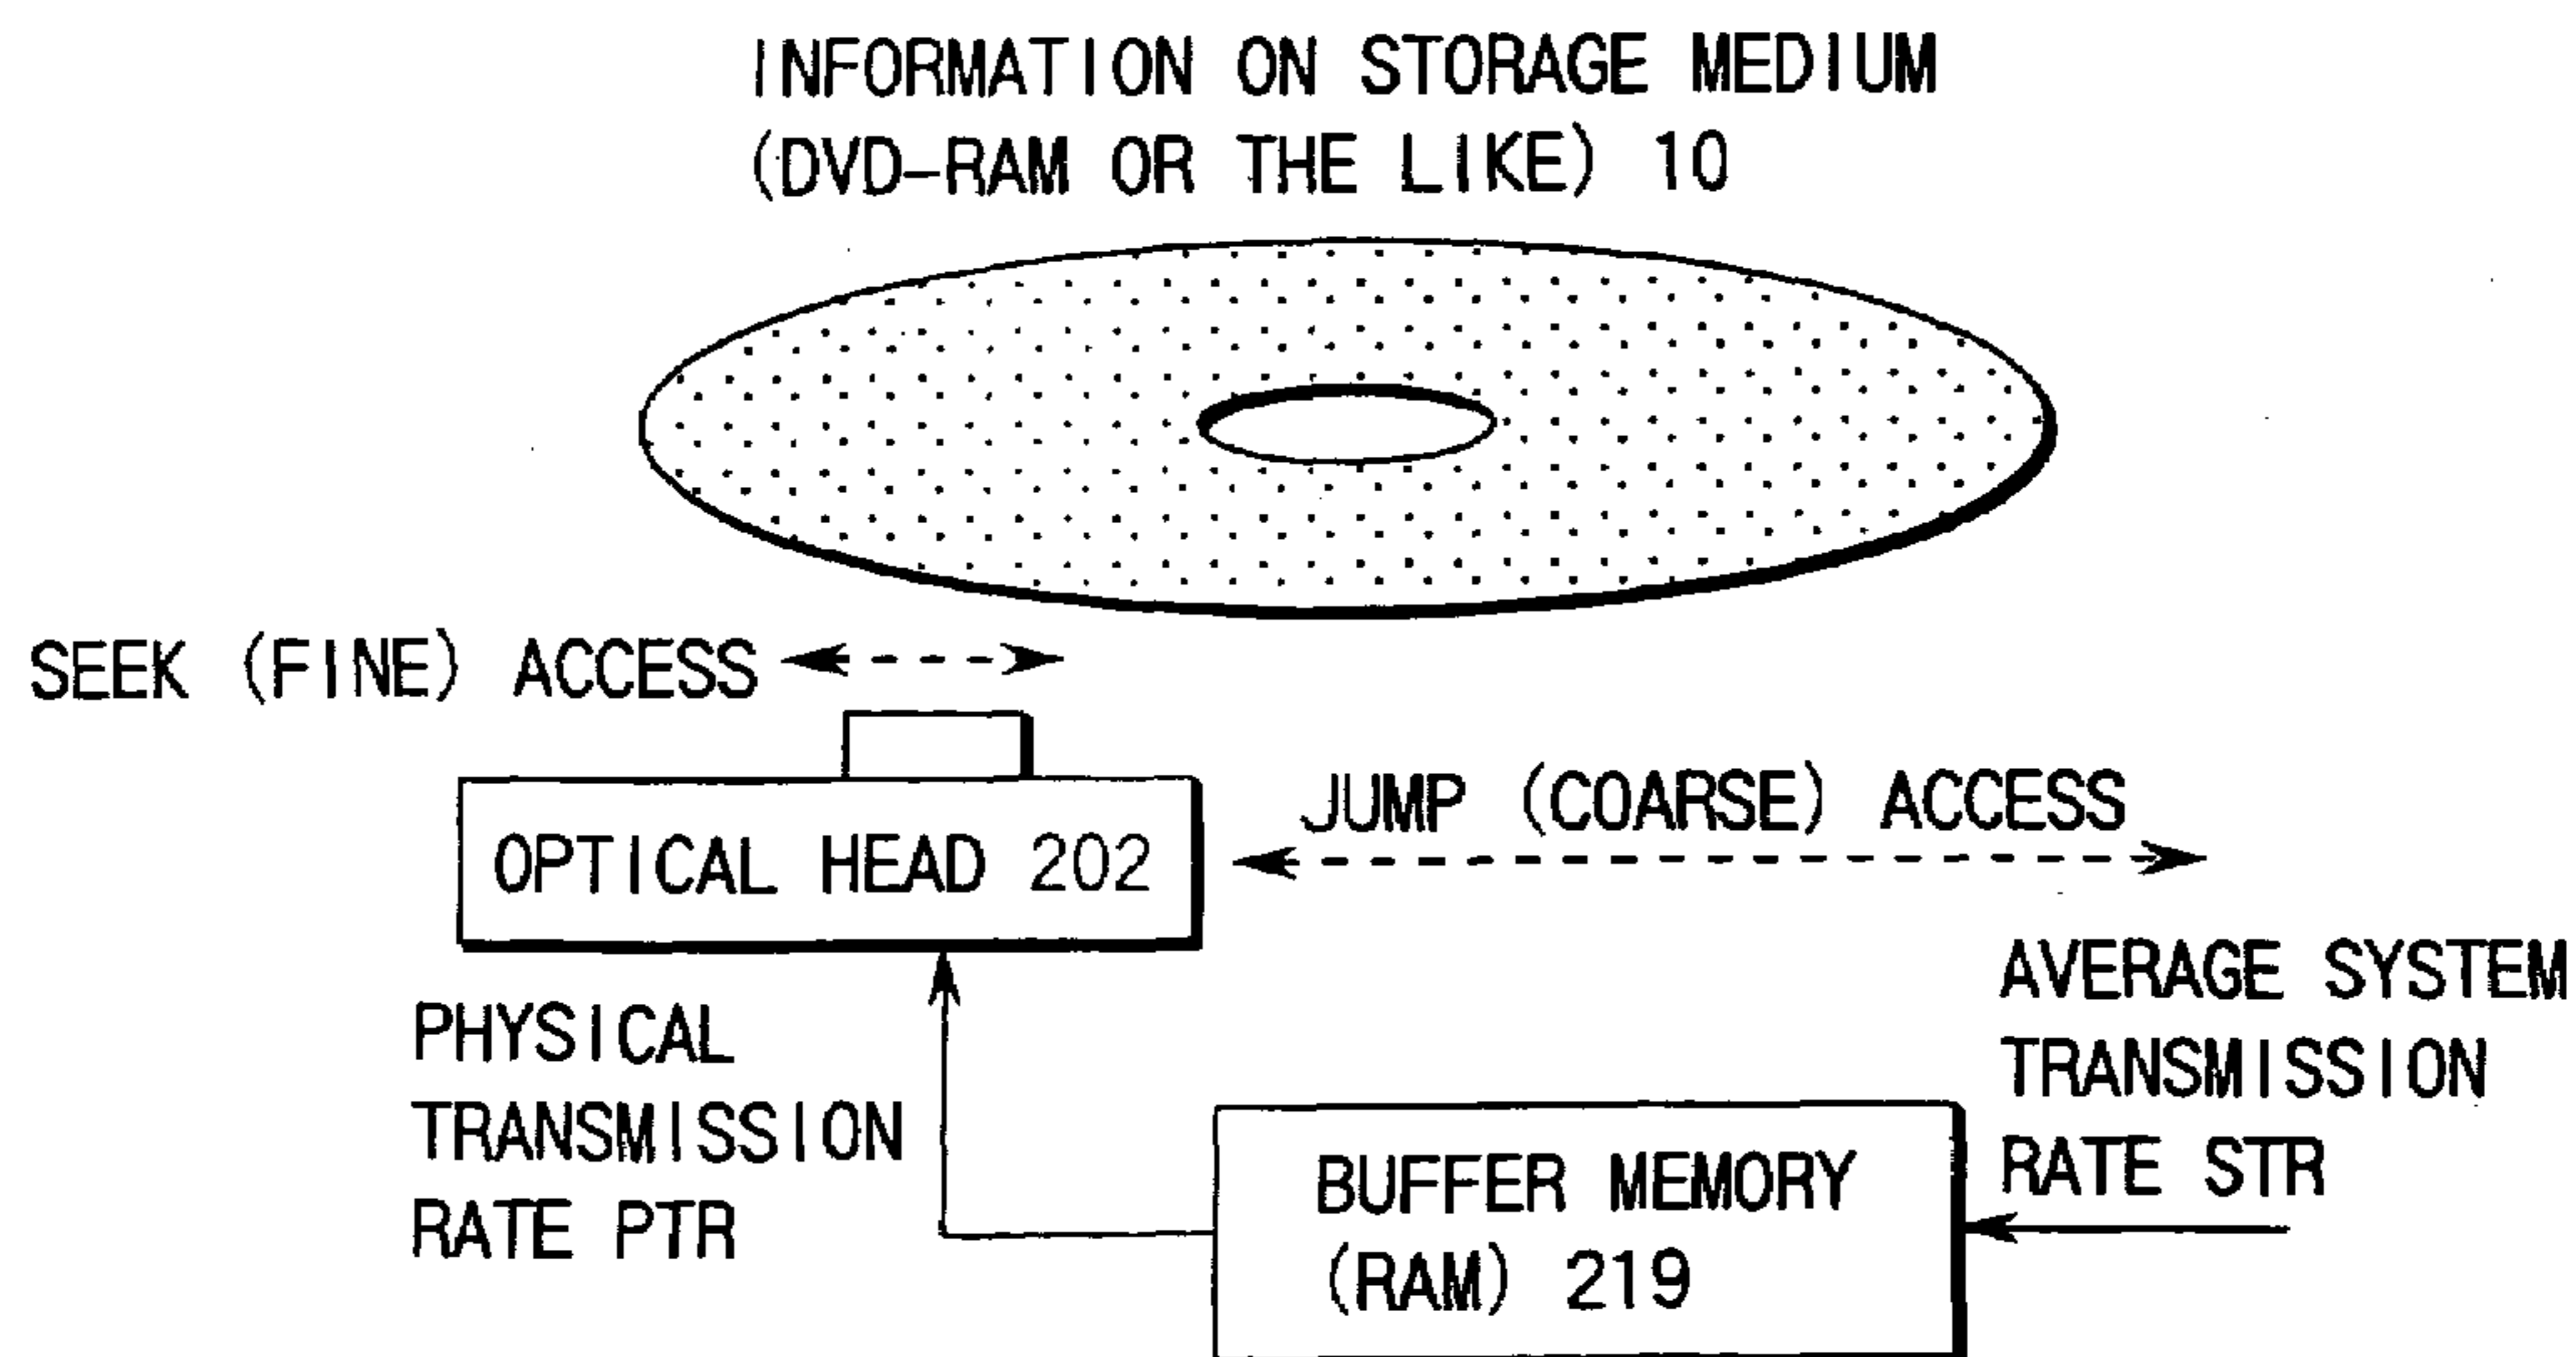 INFORMATION ON STORAGE MEDIUM
(DVD-RAM OR THE LIKE) 10
SEEK (FINE) ACCESS
JUMP (COARSE) ACCESS
OPTICAL HEAD 202
PHYSICAL
TRANSMISSION
RATE PTR
AVERAGE SYSTEM
TRANSMISSION
RATE STR
BUFFER MEMORY
(RAM) 219